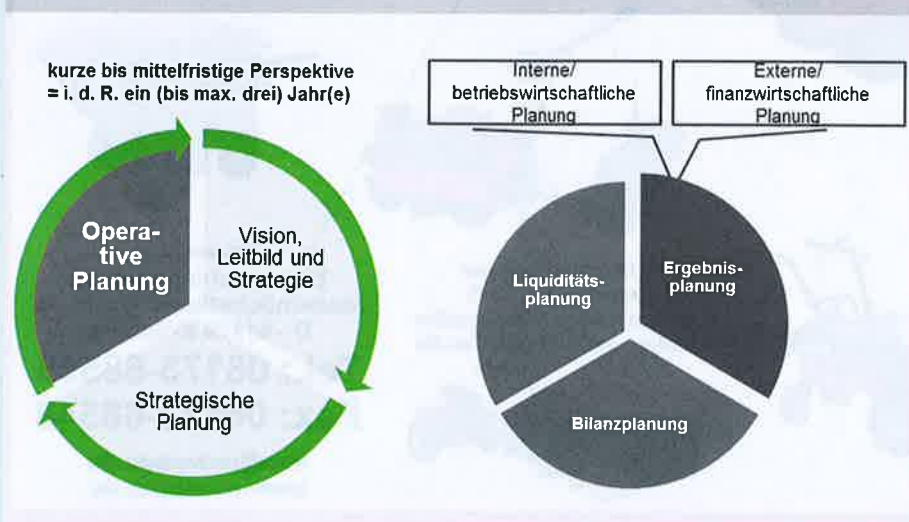 kurze bis mittelfristige Perspektive
= i. d. R. ein (bis max. drei) Jahr(e)
Opera-
tive
Planung
Vision,
Leitbild und
Strategie
Strategische
Planung
Interne/
betriebswirtschaftliche
Planung
Externe/
finanzwirtschaftliche
Planung
Liquiditäts-
planung
Ergebnis-
planung
Bilanzplanung